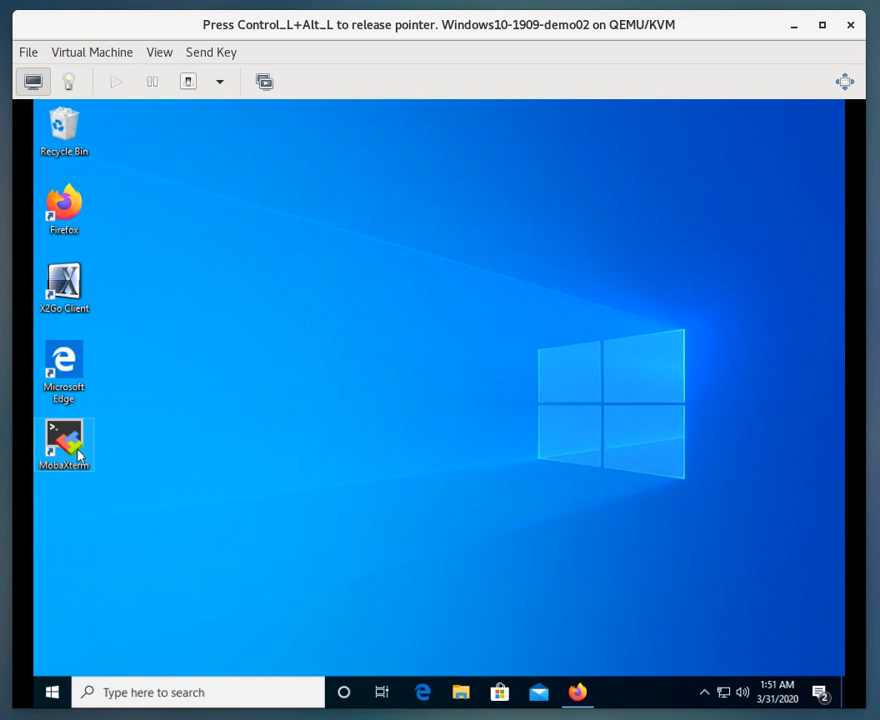 Press Control_L+Alt_L to release pointer. Windows10-1909-demo02 on QEMU/KVM
File Virtual Machine View Send Key
Recycle Bin
Firefox
X2Go Client
Microsoft
Edge
>_
MobaXterm
Type here to search
1:51 AM
3/31/2020
2